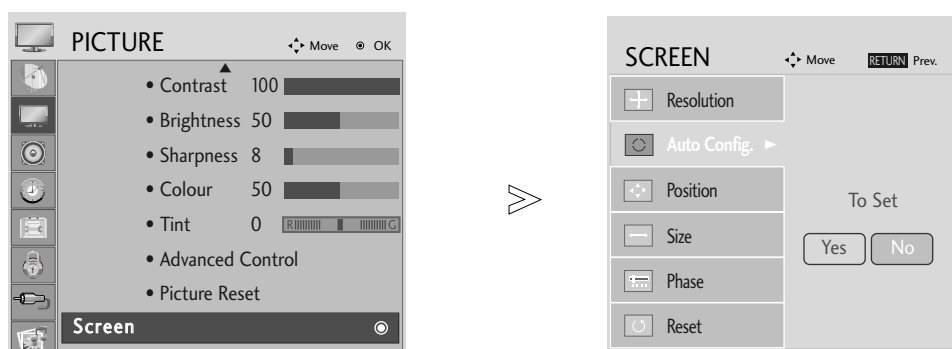 PICTURE Move OK
• Contrast 100
• Brightness 50
• Sharpness 8
• Colour 50
• Tint 0 R G
• Advanced Control
• Picture Reset
Screen
SCREEN Move RETURN Prev.
Resolution
Auto Config.
Position
Size
Phase
Reset
To Set
Yes No